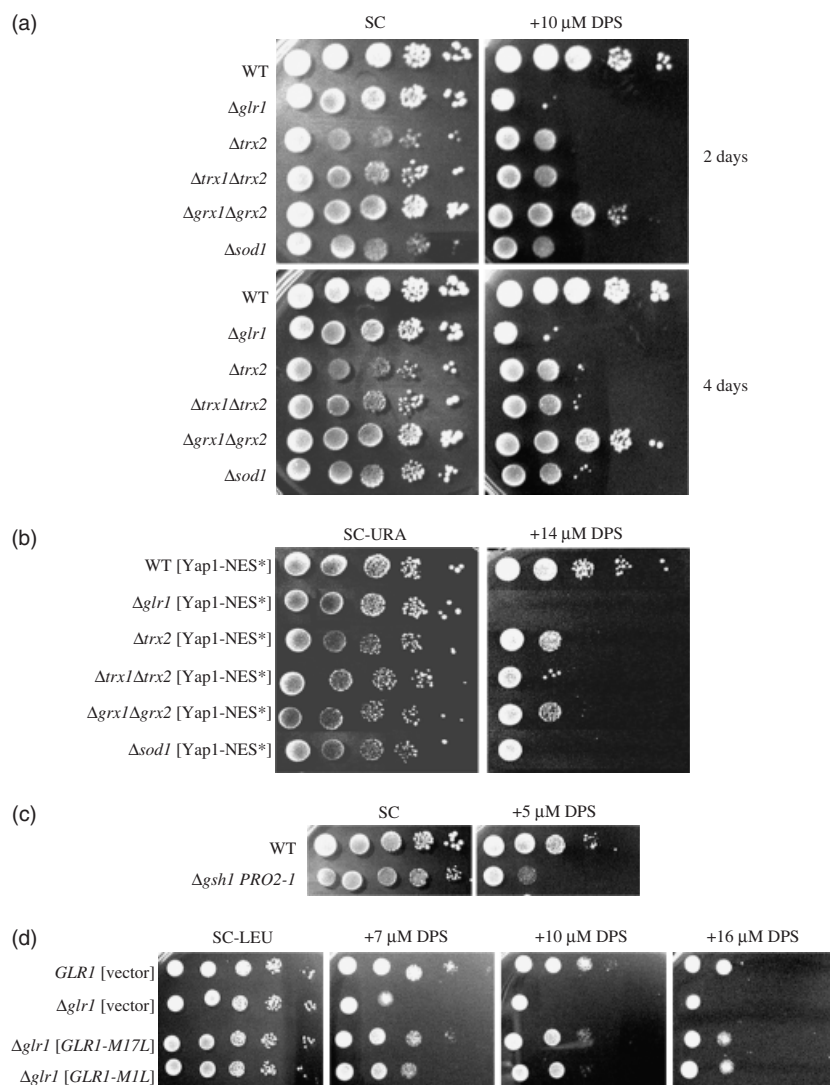 (a)
SC
+10 μM DPS
WT
Δglr1
Δtrx2
Δtrx1Δtrx2
Δgrx1Δgrx2
Δsod1
2 days
WT
Δglr1
Δtrx2
Δtrx1Δtrx2
Δgrx1Δgrx2
Δsod1
4 days
(b)
SC-URA
+14 μM DPS
WT [Yap1-NES*]
Δglr1 [Yap1-NES*]
Δtrx2 [Yap1-NES*]
Δtrx1Δtrx2 [Yap1-NES*]
Δgrx1Δgrx2 [Yap1-NES*]
Δsod1 [Yap1-NES*]
(c)
SC
+5 μM DPS
WT
Δgsh1 PRO2-1
(d)
SC-LEU
+7 μM DPS
+10 μM DPS
+16 μM DPS
GLR1 [vector]
Δglr1 [vector]
Δglr1 [GLR1-M17L]
Δglr1 [GLR1-M1L]